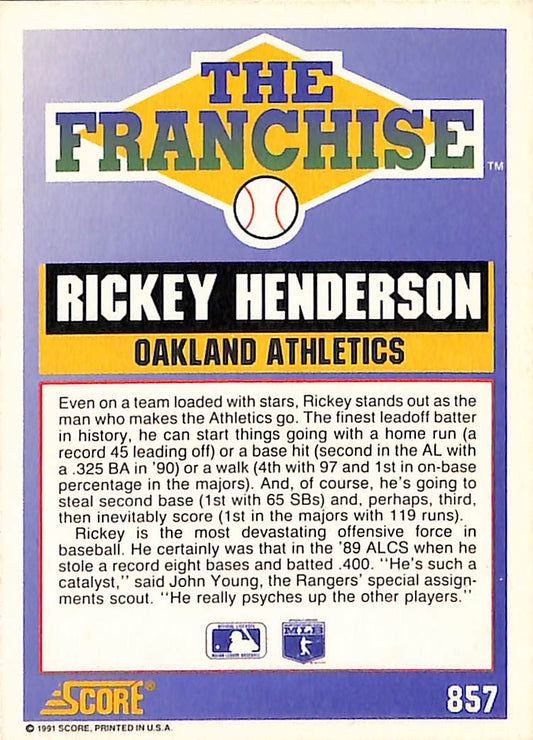 THE
FRANCHISE ™
RICKEY HENDERSON
OAKLAND ATHLETICS
Even on a team loaded with stars, Rickey stands out as the
man who makes the Athletics go. The finest leadoff batter
in history, he can start things going with a home run (a
record 45 leading off) or a base hit (second in the AL with
a .325 BA in '90) or a walk (4th with 97 and 1st in on-base
percentage in the majors). And, of course, he's going to
steal second base (1st with 65 SBs) and, perhaps, third,
then inevitably score (1st in the majors with 119 runs).
Rickey is the most devastating offensive force in
baseball. He certainly was that in the '89 ALCS when he
stole a record eight bases and batted .400. ''He's such a
catalyst,'' said John Young, the Rangers' special assign-
ments scout. ''He really psyches up the other players.''
MLB
SCORE®
857
© 1991 SCORE, PRINTED IN U.S.A.